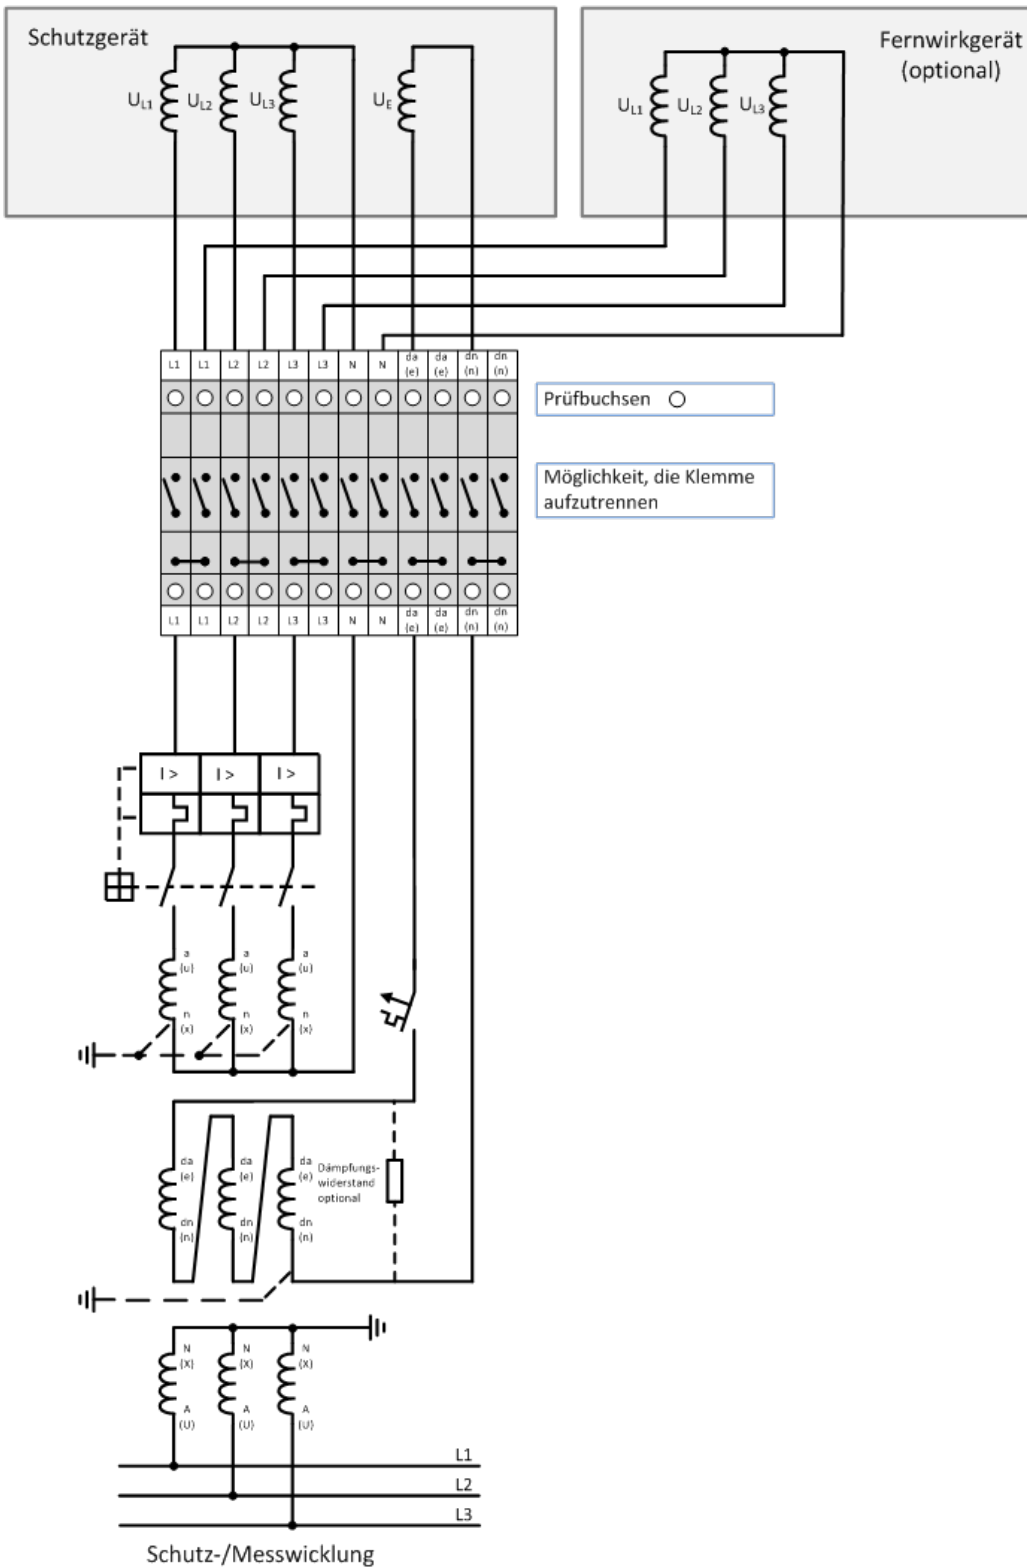 Schutzgerät
Fernwirkgerät
(optional)
UL1 UL2 UL3 UE
UL1 UL2 UL3
L1 L1 L2 L2 L3 L3 N N da (e) da (e) dn (n) dn (n)
Prüfbuchsen
Möglichkeit, die Klemme
aufzutrennen
L1 L1 L2 L2 L3 L3 N N da (e) da (e) dn (n) dn (n)
I > I > I >
a (u) a (u) a (u)
n (x) n (x) n (x)
da (e) da (e) da (e)
Dämpfungs-
widerstand
optional
dn (n) dn (n) dn (n)
N (X) N (X) N (X)
A (U) A (U) A (U)
L1
L2
L3
Schutz-/Messwicklung